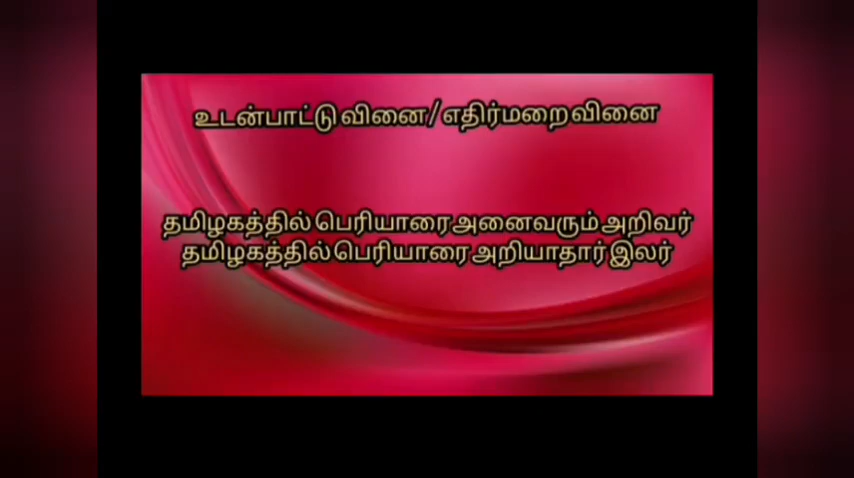 உடன்பாட்டு வினை / எதிர்மறை வினை
தமிழகத்தில் பெரியாரை அனைவரும் அறிவர்
தமிழகத்தில் பெரியாரை அறியாதார் இலர்